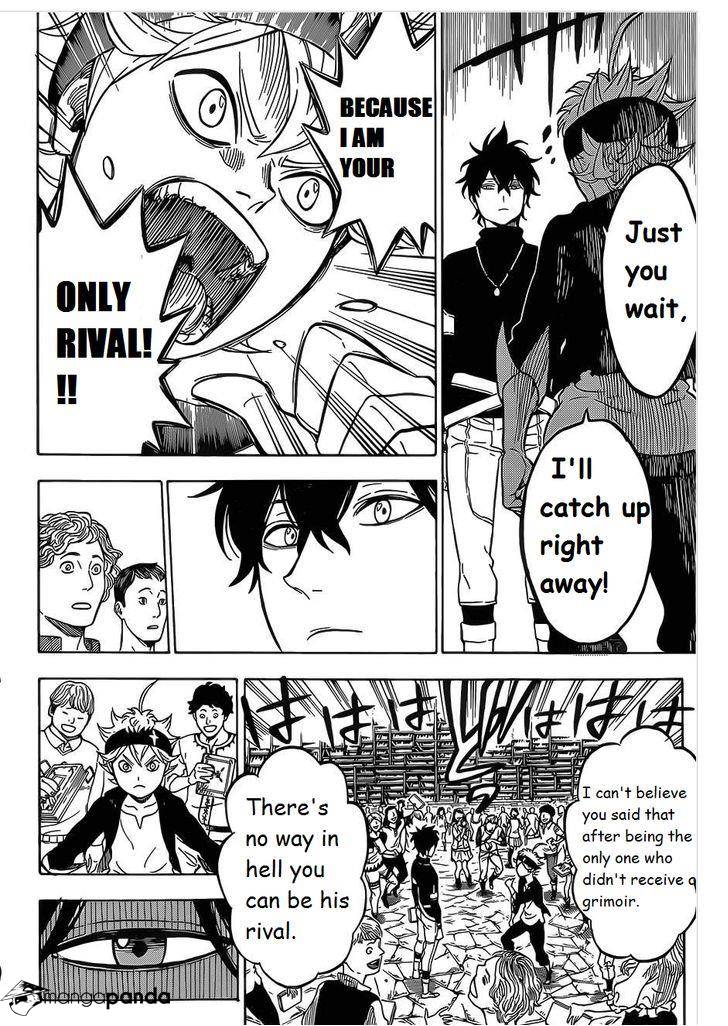 Just
you
wait,
I'll
catch up
right
away!
BECAUSE
I AM
YOUR
ONLY
RIVAL!
!!
I can't believe
you said that
after being the
only one who
didn't receive a
grimoir.
There's
no way in
hell you
can be his
rival.
はははははは
mangapanda